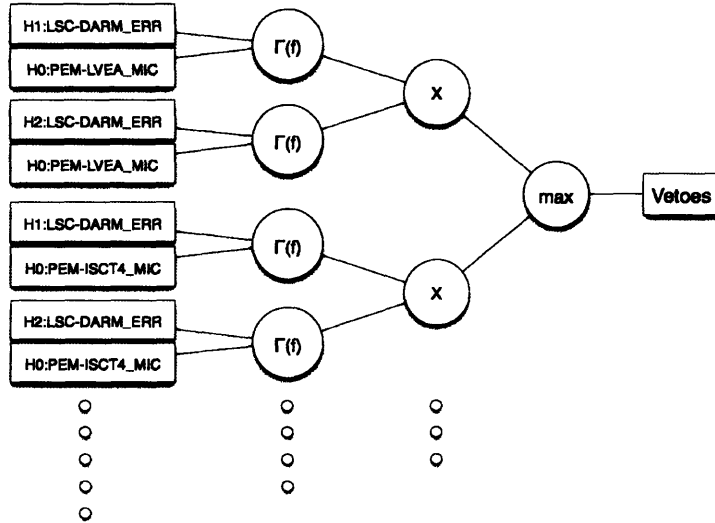 H1:LSC-DARM_ERR
H0:PEM-LVEA_MIC
Γ(f)
H2:LSC-DARM_ERR
H0:PEM-LVEA_MIC
Γ(f)
X
H1:LSC-DARM_ERR
H0:PEM-ISCT4_MIC
Γ(f)
H2:LSC-DARM_ERR
H0:PEM-ISCT4_MIC
Γ(f)
X
max
Vetoes